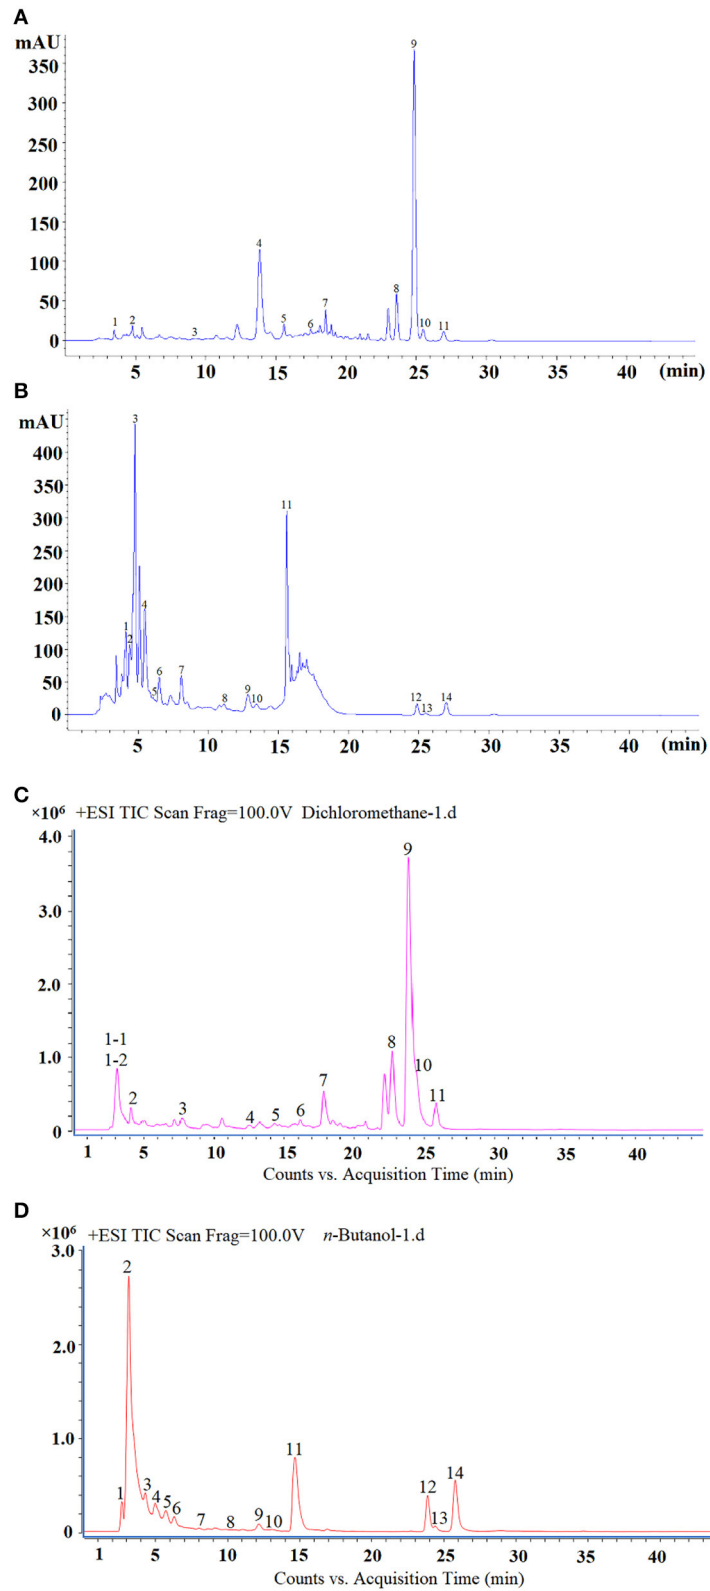 A
mAU
350
300
250
200
150
100
50
0
1 2 3 4 5 6 7 8 9 10 11
5 10 15 20 25 30 35 40 (min)
B
mAU
400
350
300
250
200
150
100
50
0
1 2 3 4 5 6 7 8 9 10 11 12 13 14
5 10 15 20 25 30 35 40 (min)
C
×10⁶ +ESI TIC Scan Frag=100.0V Dichloromethane-1.d
4.0
3.0
2.0
1.0
0
1-1
1-2
2 3 4 5 6 7 8 9 10 11
1 5 10 15 20 25 30 35 40
Counts vs. Acquisition Time (min)
D
×10⁶ +ESI TIC Scan Frag=100.0V n-Butanol-1.d
3.0
2.0
1.0
0
1 2 3 4 5 6 7 8 9 10 11 12 13 14
1 5 10 15 20 25 30 35 40
Counts vs. Acquisition Time (min)